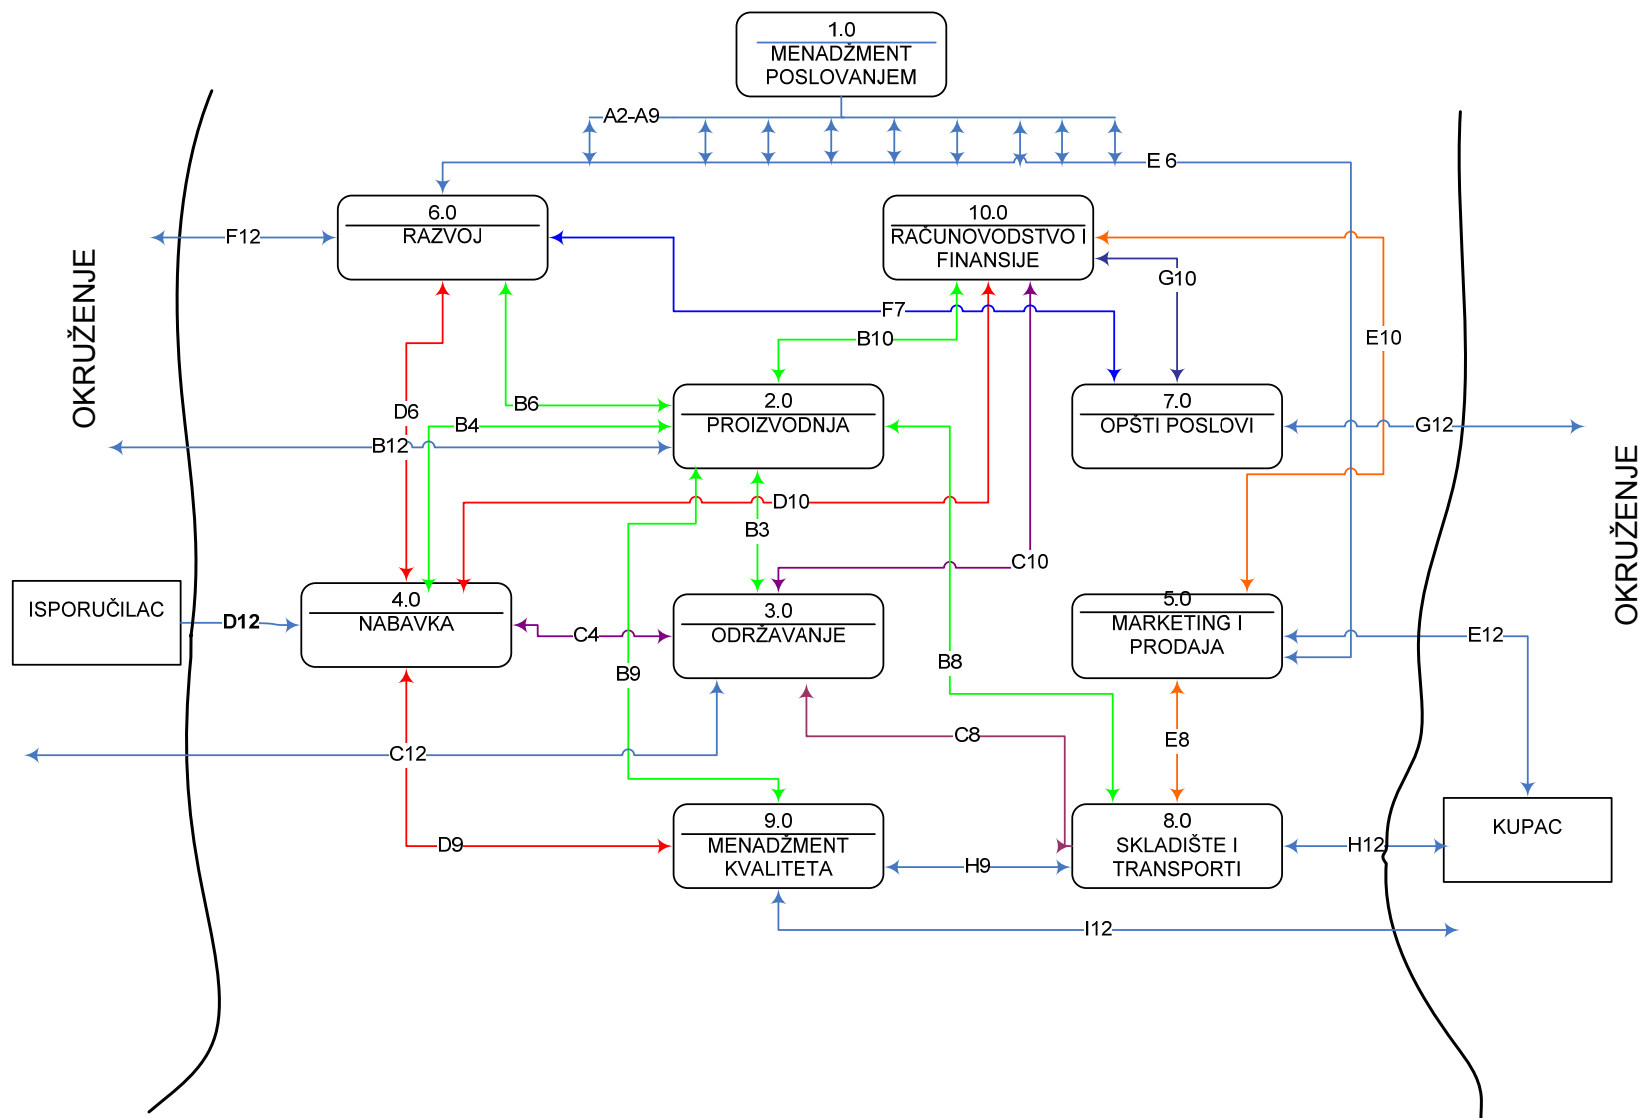 1.0
MENADŽMENT
POSLOVANJEM
A2-A9
E 6
6.0
RAZVOJ
10.0
RAČUNOVODSTVO I
FINANSIJE
F12
G10
OKRUŽENJE
F7
B10
E10
D6
B6
2.0
PROIZVODNJA
7.0
OPŠTI POSLOVI
B4
B12
G12
OKRUŽENJE
D10
B3
C10
ISPORUČILAC
D12
4.0
NABAVKA
C4
3.0
ODRŽAVANJE
5.0
MARKETING I
PRODAJA
E12
B9
B8
C8
E8
C12
9.0
MENADŽMENT
KVALITETA
8.0
SKLADIŠTE I
TRANSPORTI
KUPAC
D9
H9
H12
I12